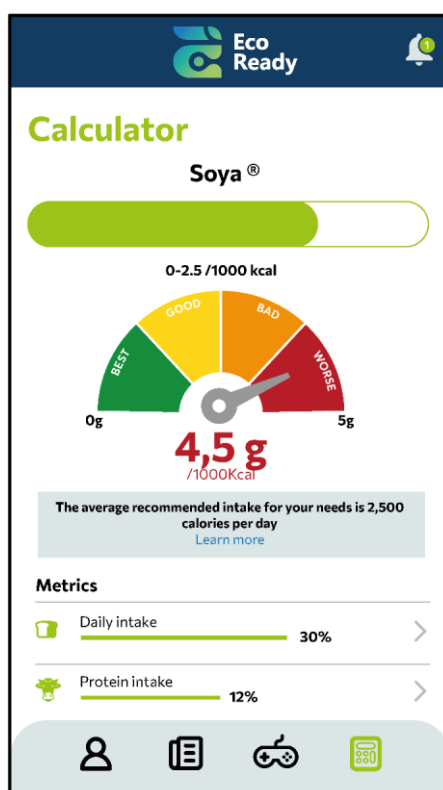 Eco
Ready
1
Calculator
Soya ®
0-2.5 /1000 kcal
BEST
GOOD
BAD
WORSE
0g
5g
4,5 g
/1000Kcal
The average recommended intake for your needs is 2,500
calories per day
Learn more
Metrics
Daily intake
30%
Protein intake
12%